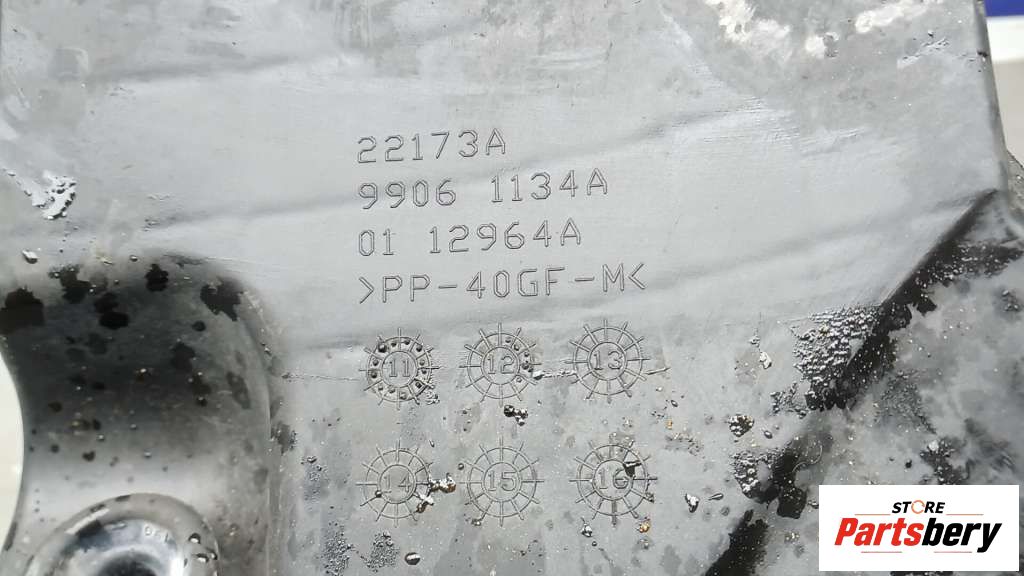 22173A
9906 1134A
01 12964A
>PP-40GF-M<
11 12 13
14 15 16
STORE
Partsbery